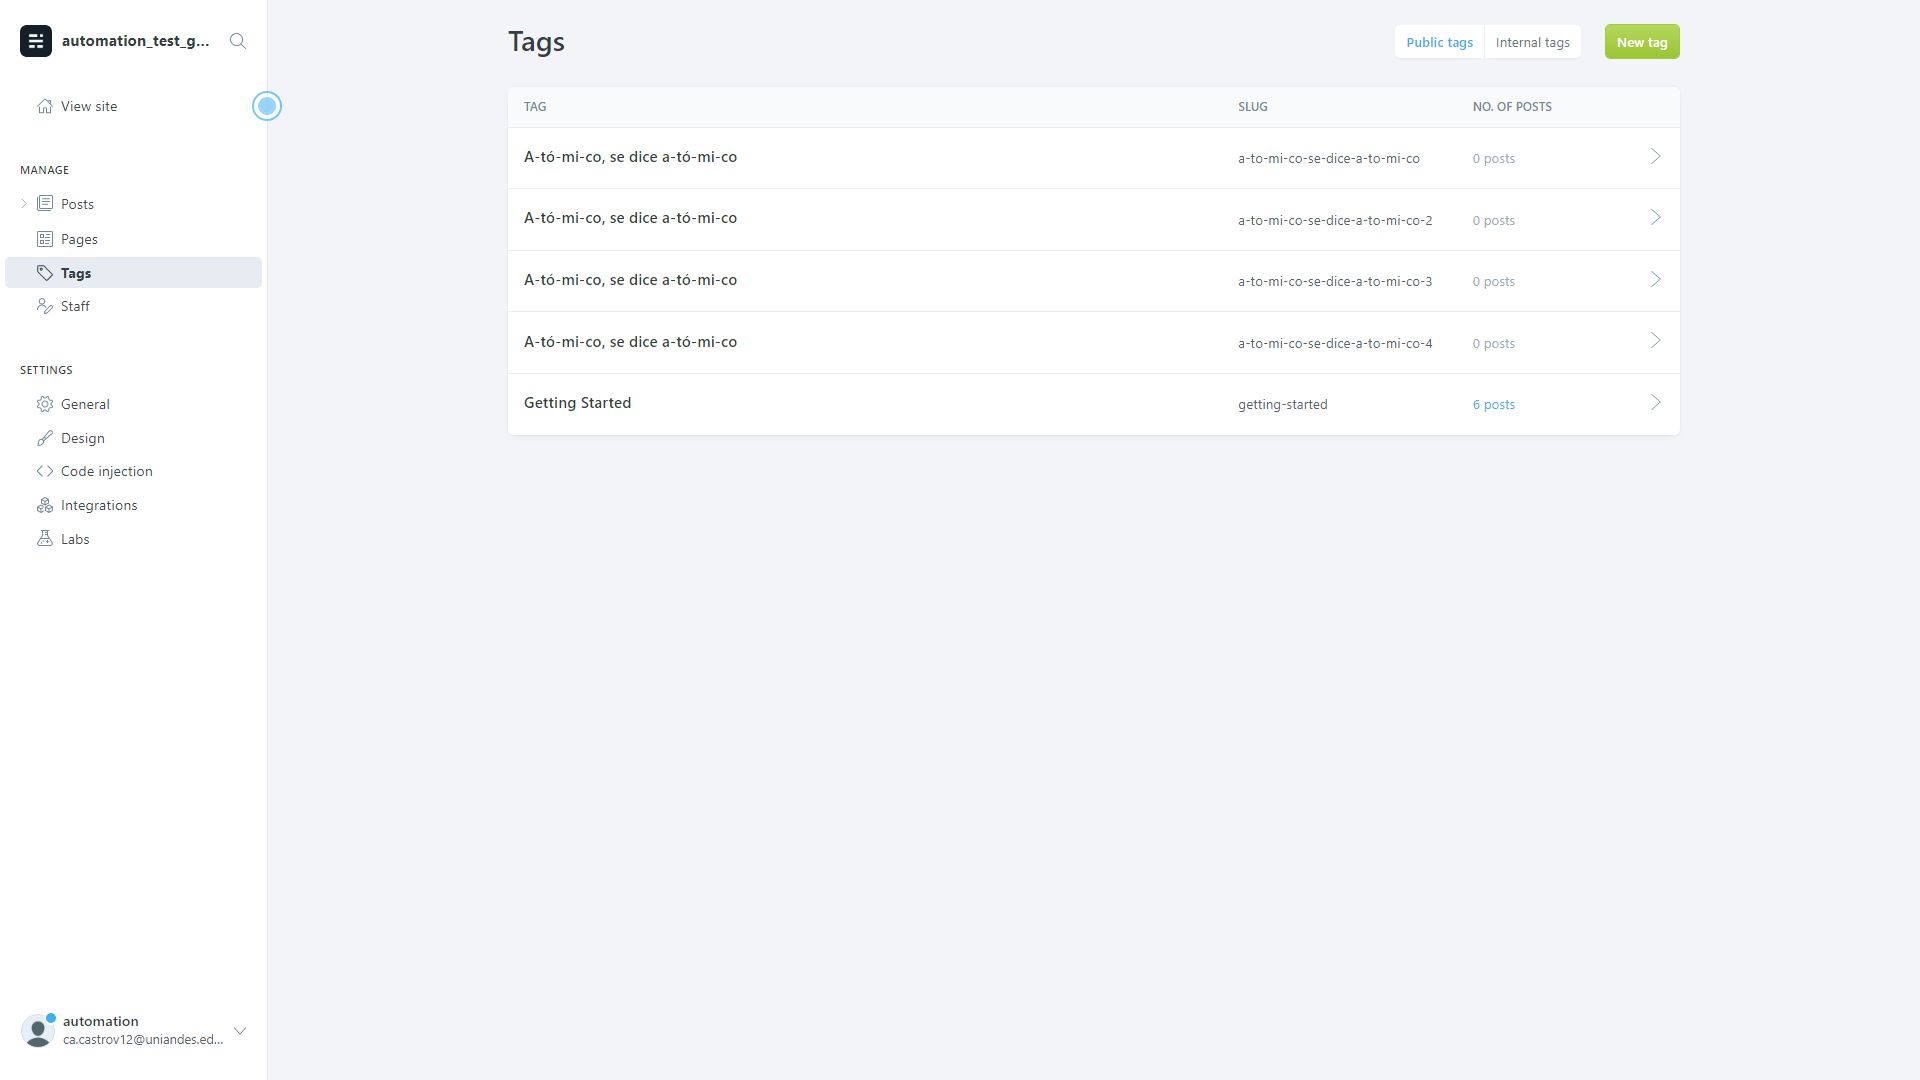 automation_test_g...
View site
MANAGE
Posts
Pages
Tags
Staff
SETTINGS
General
Design
Code injection
Integrations
Labs
automation
ca.castrov12@uniandes.ed...
Tags
Public tags Internal tags New tag
TAG SLUG NO. OF POSTS
A-tó-mi-co, se dice a-tó-mi-co a-to-mi-co-se-dice-a-to-mi-co 0 posts
A-tó-mi-co, se dice a-tó-mi-co a-to-mi-co-se-dice-a-to-mi-co-2 0 posts
A-tó-mi-co, se dice a-tó-mi-co a-to-mi-co-se-dice-a-to-mi-co-3 0 posts
A-tó-mi-co, se dice a-tó-mi-co a-to-mi-co-se-dice-a-to-mi-co-4 0 posts
Getting Started getting-started 6 posts